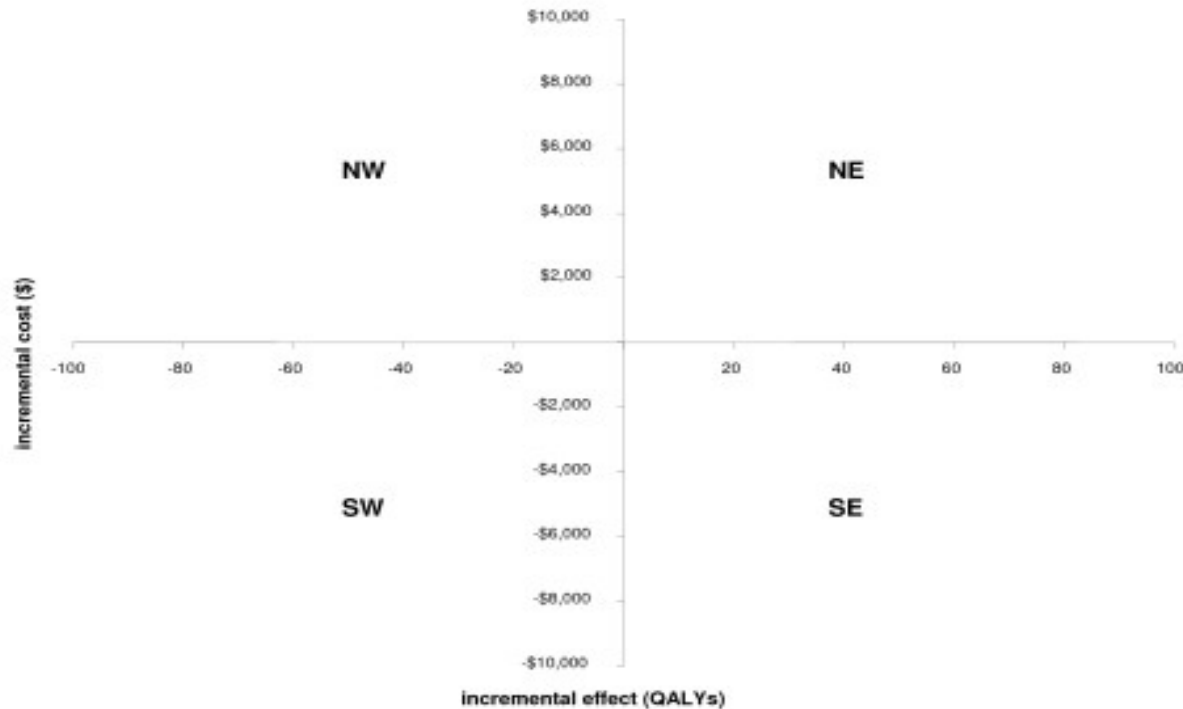 $10,000
$8,000
$6,000
NW
NE
$4,000
$2,000
incremental cost ($)
-100 -80 -60 -40 -20 20 40 60 80 100
-$2,000
-$4,000
SW
SE
-$6,000
-$8,000
-$10,000
incremental effect (QALYs)